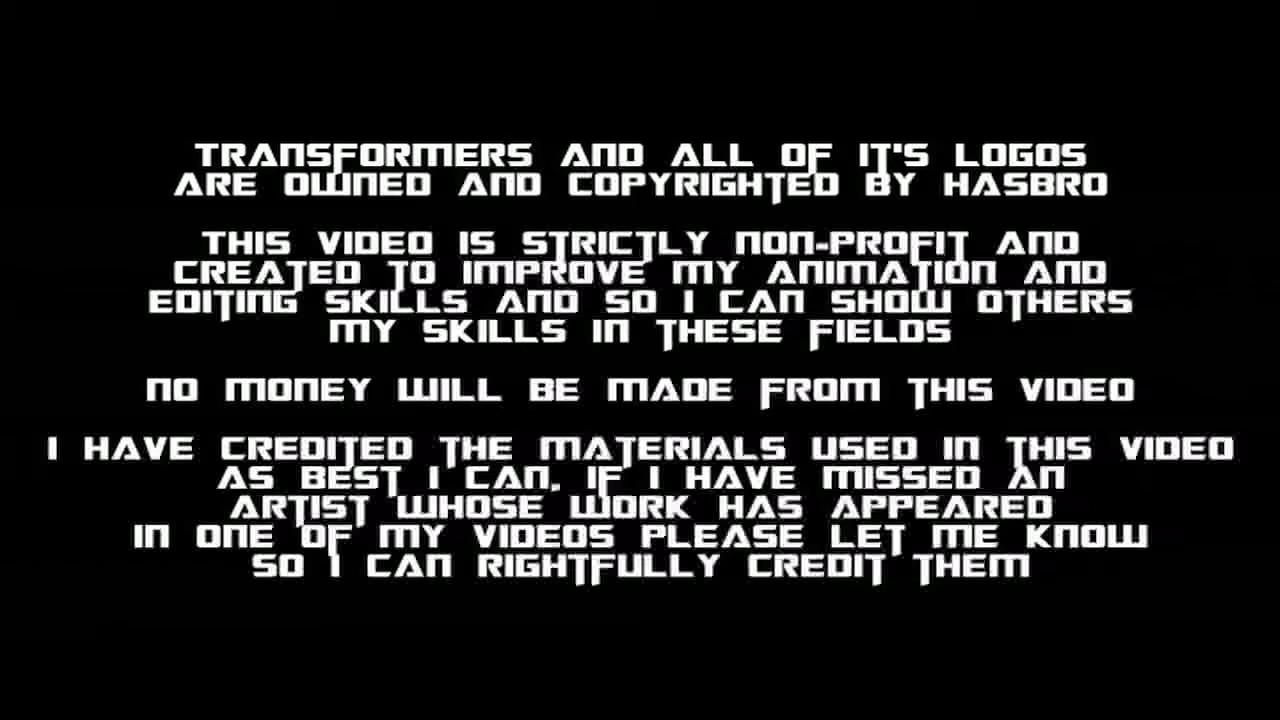 TRANSFORMERS AND ALL OF IT'S LOGOS
ARE OWNED AND COPYRIGHTED BY HASBRO
THIS VIDEO IS STRICTLY NON-PROFIT AND
CREATED TO IMPROVE MY ANIMATION AND
EDITING SKILLS AND SO I CAN SHOW OTHERS
MY SKILLS IN THESE FIELDS
NO MONEY WILL BE MADE FROM THIS VIDEO
I HAVE CREDITED THE MATERIALS USED IN THIS VIDEO
AS BEST I CAN, IF I HAVE MISSED AN
ARTIST WHOSE WORK HAS APPEARED
IN ONE OF MY VIDEOS PLEASE LET ME KNOW
SO I CAN RIGHTFULLY CREDIT THEM